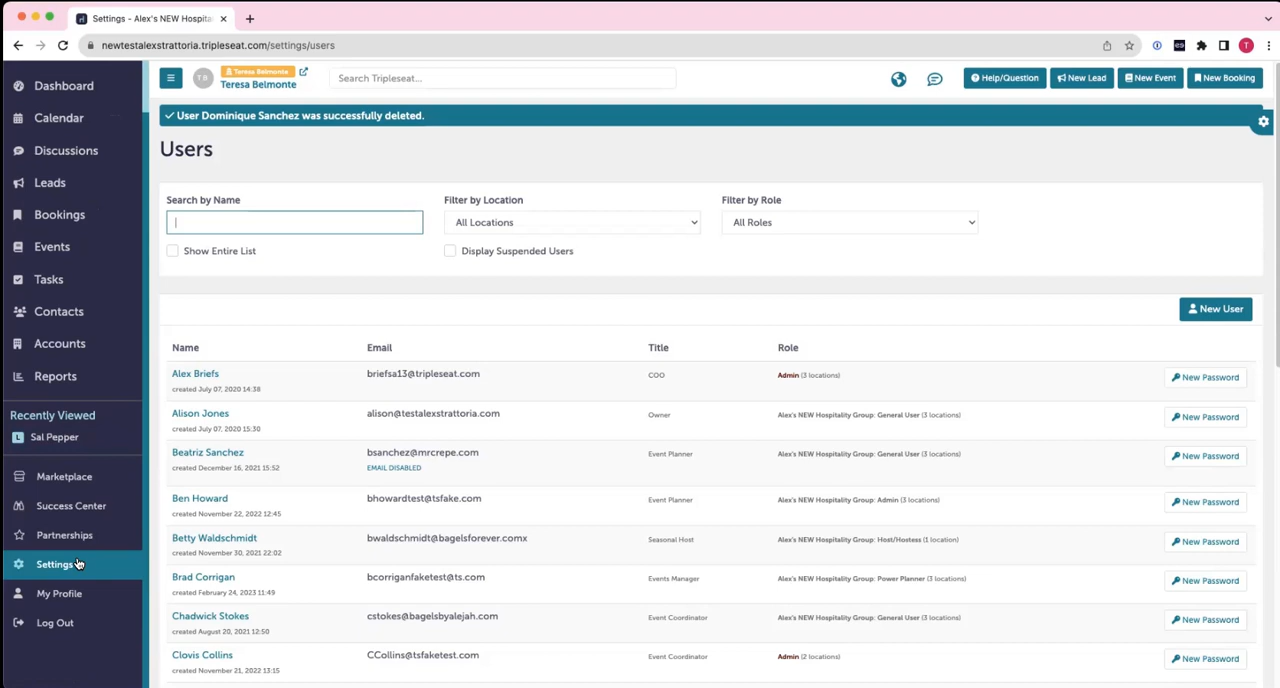 Settings - Alex's NEW Hospita
newtestalexstrattoria.tripleseat.com/settings/users
T
Dashboard
Calendar
Discussions
Leads
Bookings
Events
Tasks
Contacts
Accounts
Reports
Recently Viewed
L Sal Pepper
Marketplace
Success Center
Partnerships
Settings
My Profile
Log Out
TB
Teresa Belmonte
Teresa Belmonte
Search Tripleseat...
Help/Question
New Lead
New Event
New Booking
User Dominique Sanchez was successfully deleted.
Users
Search by Name Filter by Location Filter by Role
All Locations All Roles
Show Entire List Display Suspended Users
New User
Name Email Title Role
Alex Briefs briefsa13@tripleseat.com COO Admin (3 locations) New Password
created July 07, 2020 14:38
Alison Jones alison@testalexstrattoria.com Owner Alex's NEW Hospitality Group: General User (3 locations) New Password
created July 07, 2020 15:30
Beatriz Sanchez bsanchez@mrcrepe.com Event Planner Alex's NEW Hospitality Group: General User (3 locations) New Password
created December 16, 2021 15:52 EMAIL DISABLED
Ben Howard bhowardtest@tsfake.com Event Planner Alex's NEW Hospitality Group: Admin (3 locations) New Password
created November 22, 2022 12:45
Betty Waldschmidt bwaldschmidt@bagelsforever.comx Seasonal Host Alex's NEW Hospitality Group: Host/Hostess (1 location) New Password
created November 30, 2021 22:02
Brad Corrigan bcorriganfaketest@ts.com Events Manager Alex's NEW Hospitality Group: Power Planner (3 locations) New Password
created February 24, 2023 11:49
Chadwick Stokes cstokes@bagelsbyalejah.com Event Coordinator Alex's NEW Hospitality Group: General User (3 locations) New Password
created August 20, 2021 12:50
Clovis Collins CCollins@tsfaketest.com Event Coordinator Admin (2 locations) New Password
created November 21, 2022 13:15